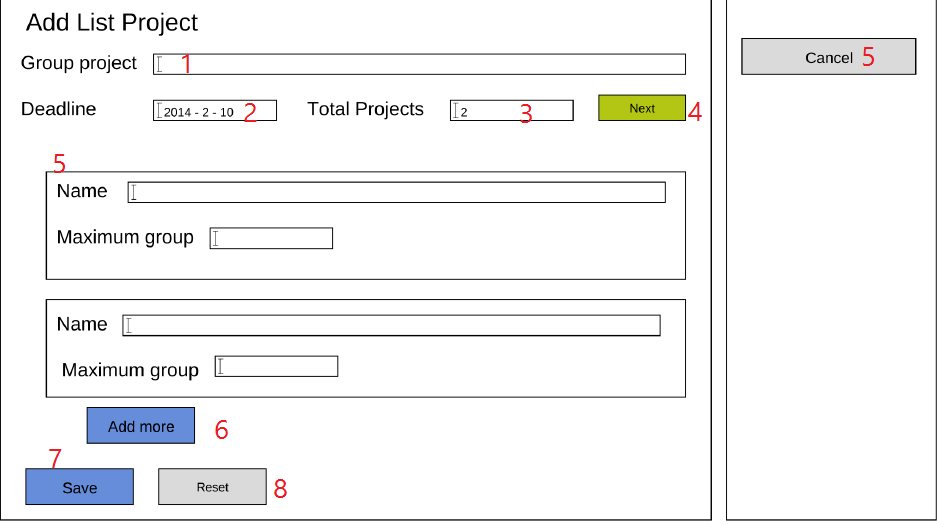 Add List Project
Group project 1
Deadline 2014 - 2 - 10 2 Total Projects 2 3 Next 4
5
Name
Maximum group
Name
Maximum group
Add more 6
7
Save Reset 8
Cancel 5